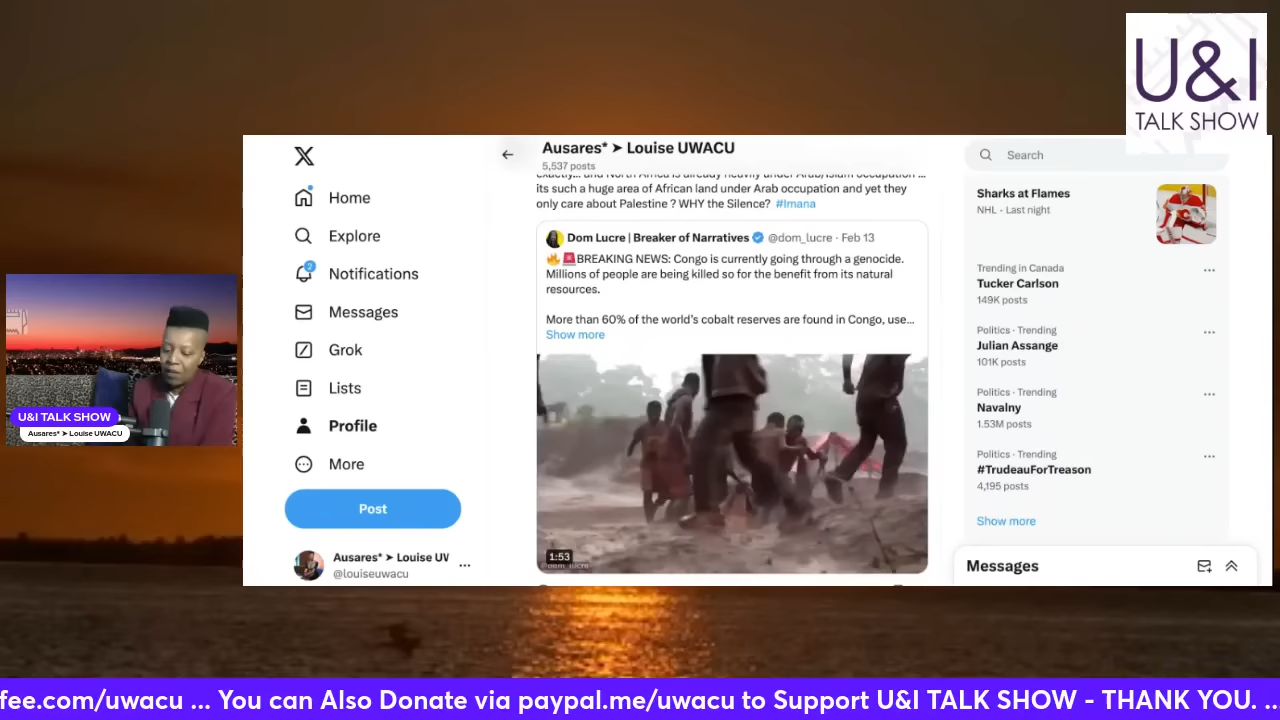 U&I
TALK SHOW
Home
Explore
2
Notifications
Messages
Grok
Lists
Profile
More
Post
Ausares* ➤ Louise UV
@louiseuwacu
Ausares* ➤ Louise UWACU
5,537 posts
exactly... and North Africa is already heavily under Arab/Islam occupation ...
its such a huge area of African land under Arab occupation and yet they
only care about Palestine ? WHY the Silence? #Imana
Dom Lucre | Breaker of Narratives @dom_lucre · Feb 13
🔥🚨BREAKING NEWS: Congo is currently going through a genocide.
Millions of people are being killed so for the benefit from its natural
resources.
More than 60% of the world's cobalt reserves are found in Congo, use...
Show more
1:53
@dom_lucre
Search
Sharks at Flames
NHL · Last night
Trending in Canada
Tucker Carlson
149K posts
Politics · Trending
Julian Assange
101K posts
Politics · Trending
Navalny
1.53M posts
Politics · Trending
#TrudeauForTreason
4,195 posts
Show more
Messages
U&I TALK SHOW
Ausares* ➤ Louise UWACU
fee.com/uwacu ... You can Also Donate via paypal.me/uwacu to Support U&I TALK SHOW - THANK YOU. ..